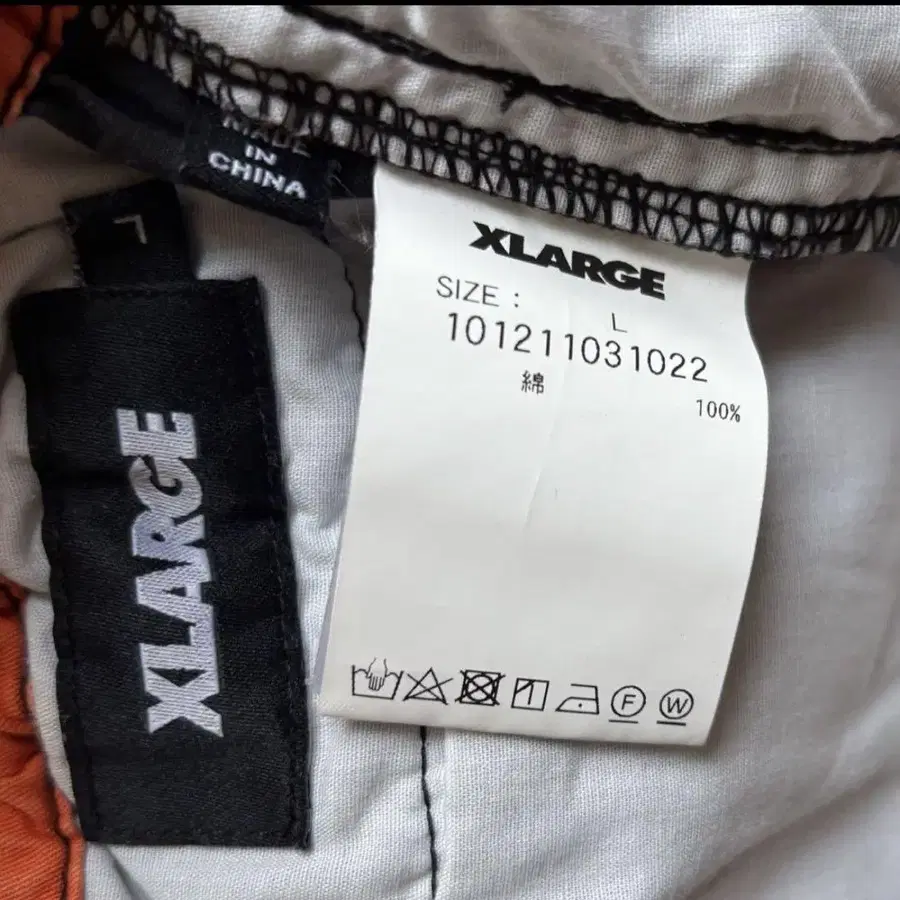 MADE
IN
CHINA
L
XLARGE
XLARGE
SIZE :
L
101211031022
綿
100%
F
W